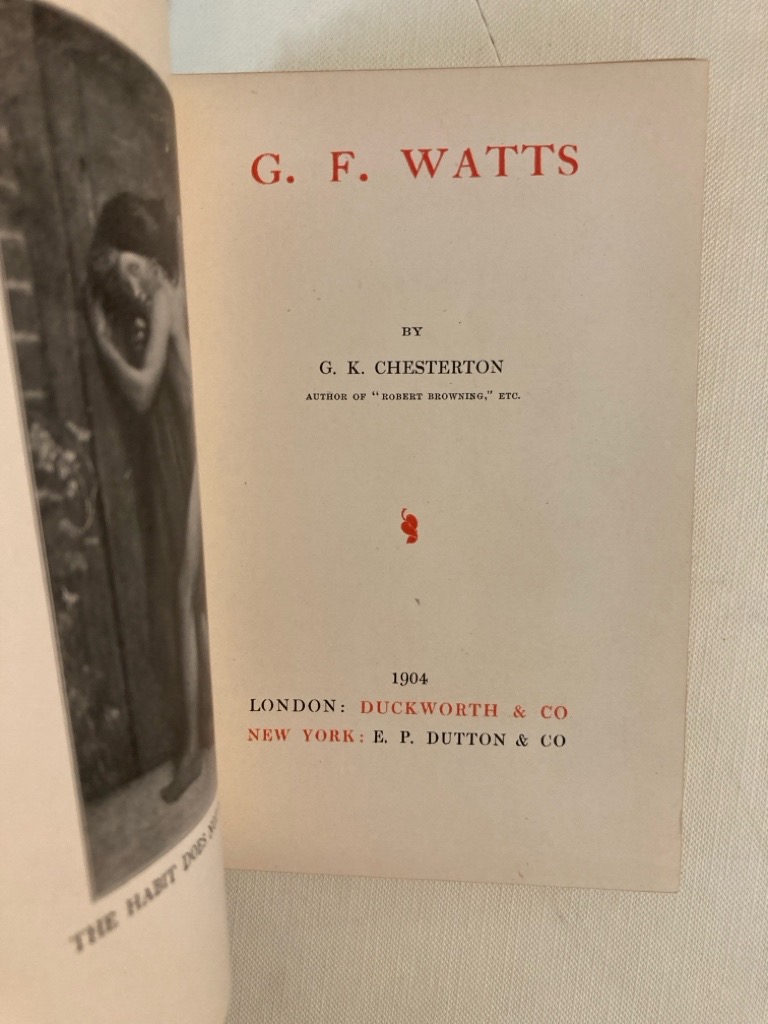 THE HABIT DOES
G. F. WATTS
BY
G. K. CHESTERTON
AUTHOR OF "ROBERT BROWNING," ETC.
1904
LONDON: DUCKWORTH & CO
NEW YORK: E. P. DUTTON & CO